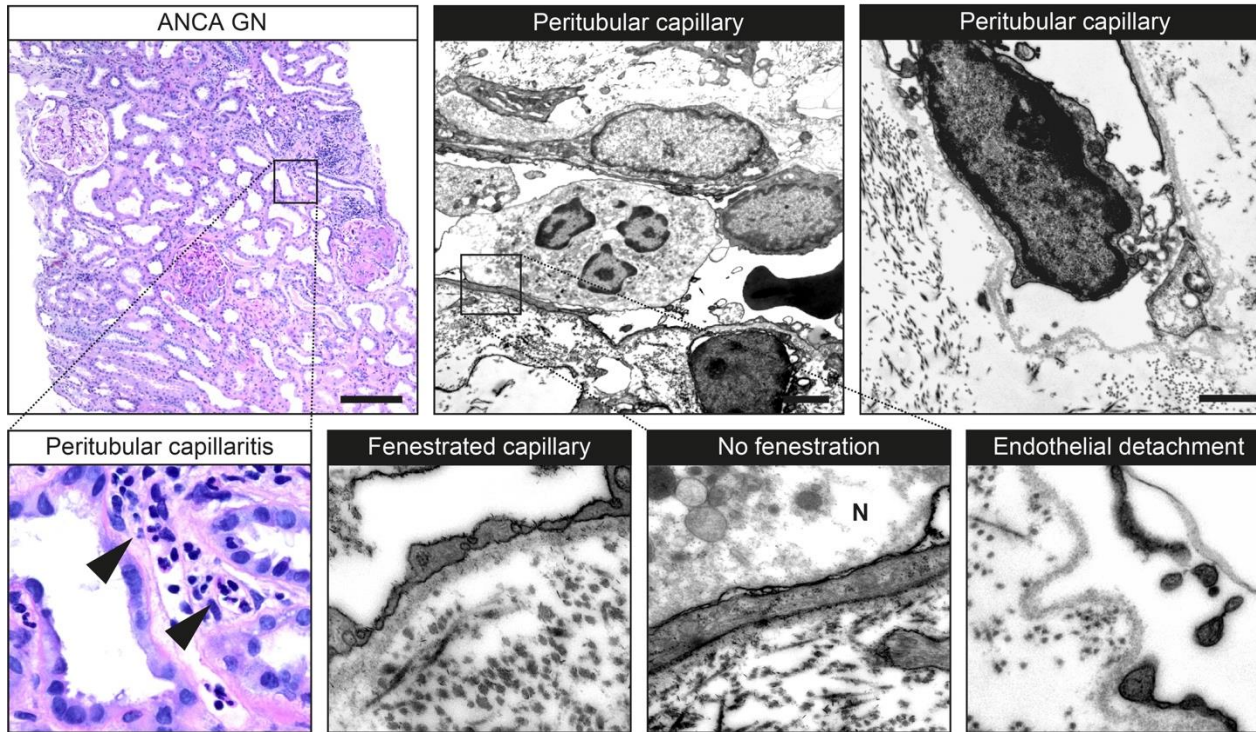 ANCA GN
Peritubular capillary
Peritubular capillary
Peritubular capillaritis
Fenestrated capillary
No fenestration
Endothelial detachment
N